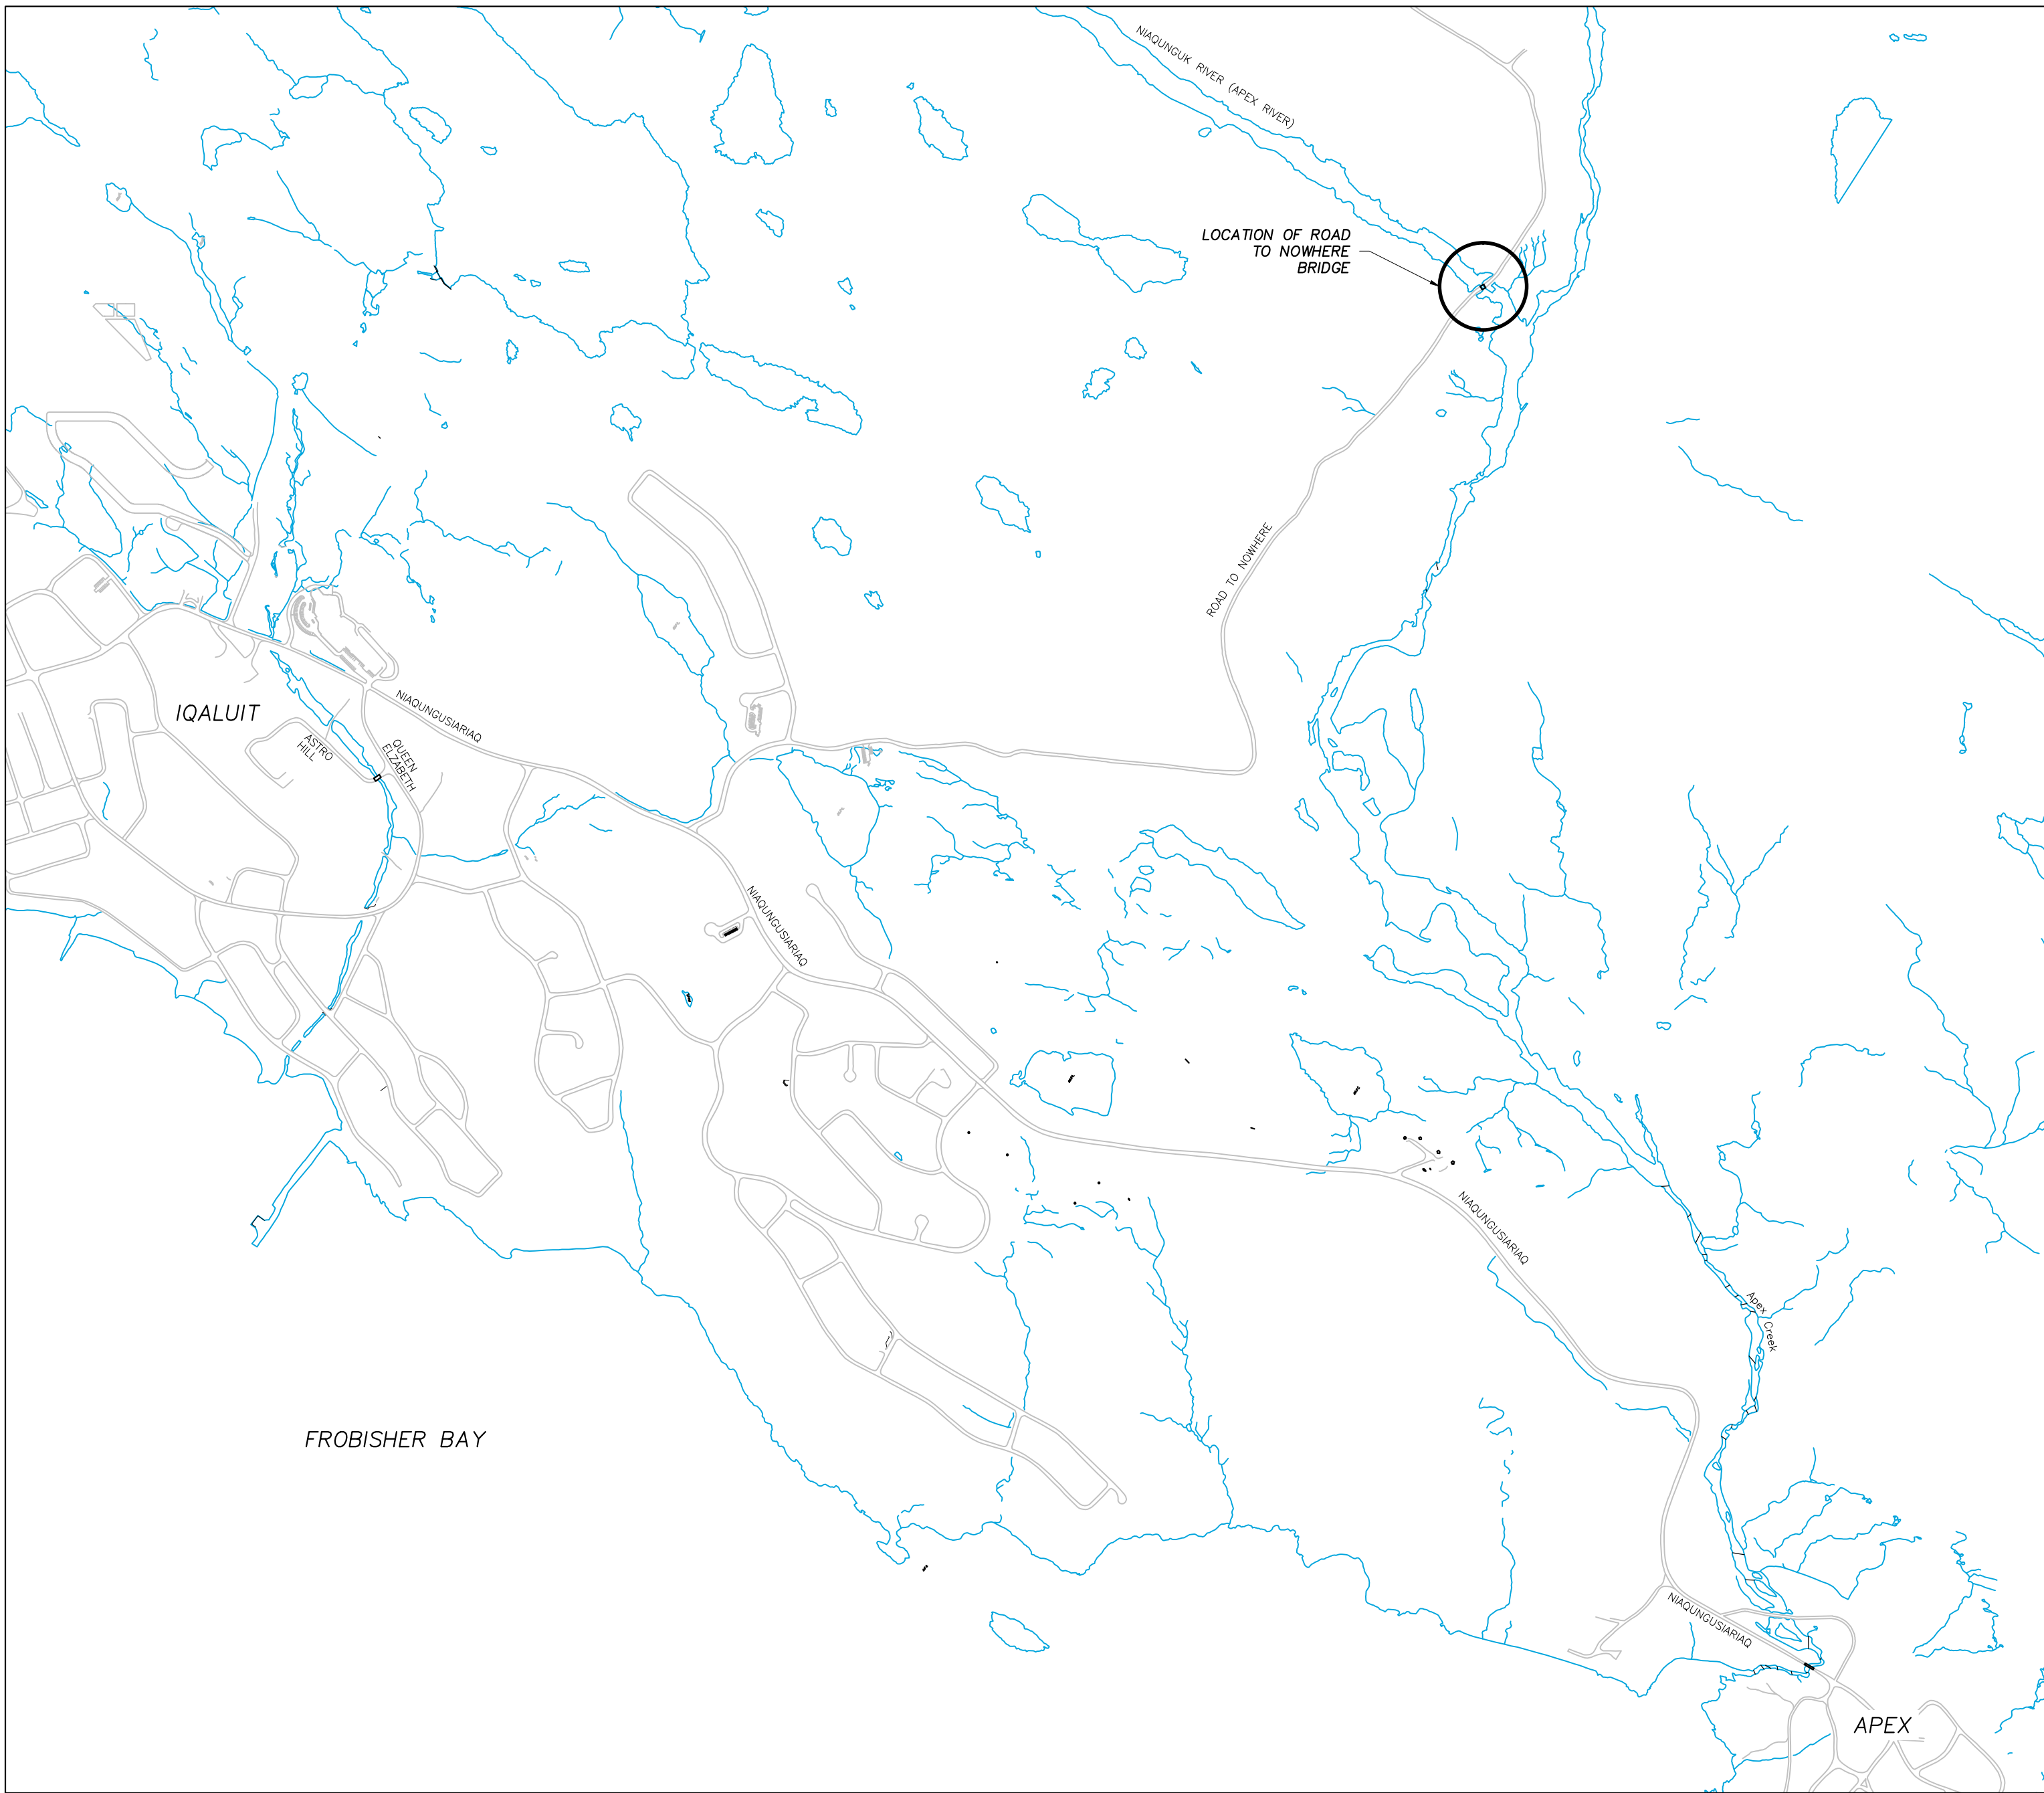 NIAQUNGUK RIVER (APEX RIVER)
LOCATION OF ROAD
TO NOWHERE
BRIDGE
ROAD TO NOWHERE
IQALUIT
NIAQUNGUSIARIAQ
ASTRO
HILL
QUEEN
ELZABETH
NIAQUNGUSIARIAQ
NIAQUNGUSIARIAQ
Apex Creek
FROBISHER BAY
NIAQUNGUSIARIAQ
APEX